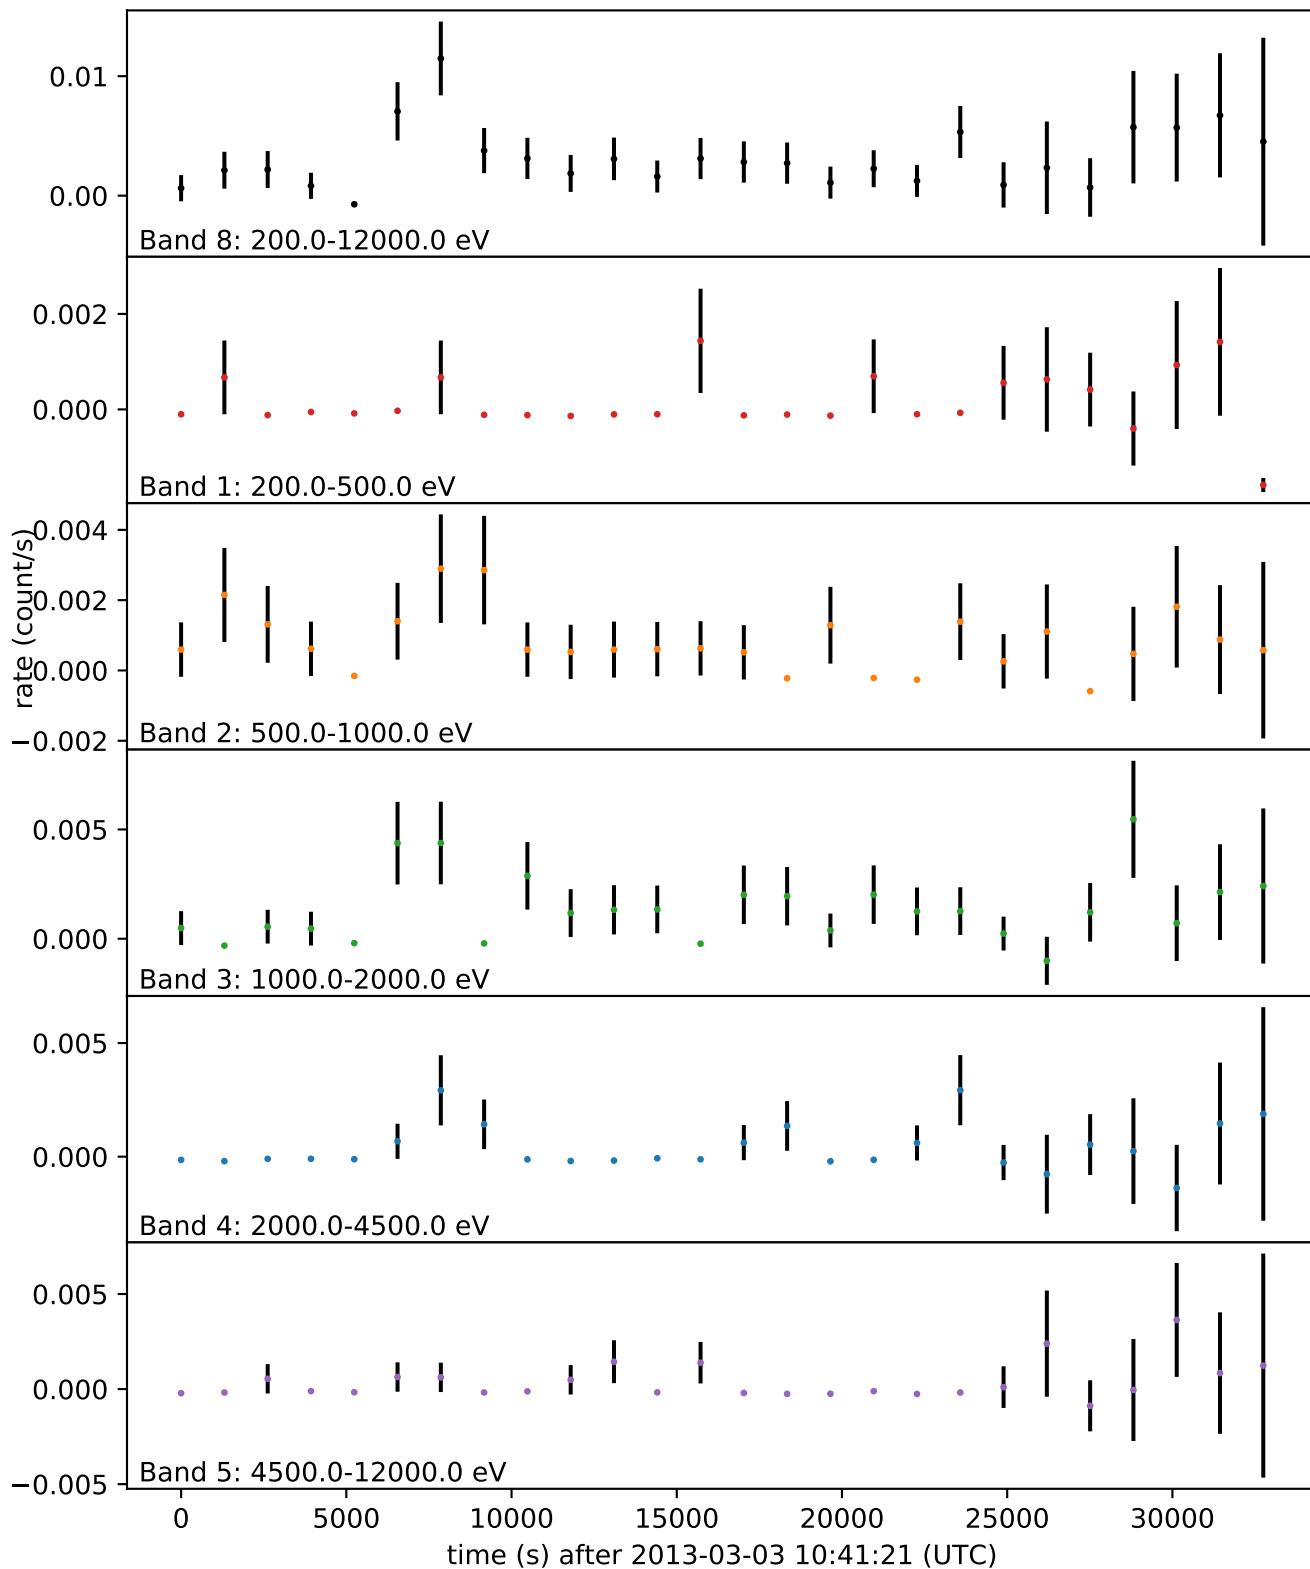 0.01
0.00
Band 8: 200.0-12000.0 eV
0.002
0.000
Band 1: 200.0-500.0 eV
rate (count/s)
0.004
0.002
0.000
−0.002
Band 2: 500.0-1000.0 eV
0.005
0.000
Band 3: 1000.0-2000.0 eV
0.005
0.000
Band 4: 2000.0-4500.0 eV
0.005
0.000
−0.005
Band 5: 4500.0-12000.0 eV
0 5000 10000 15000 20000 25000 30000
time (s) after 2013-03-03 10:41:21 (UTC)